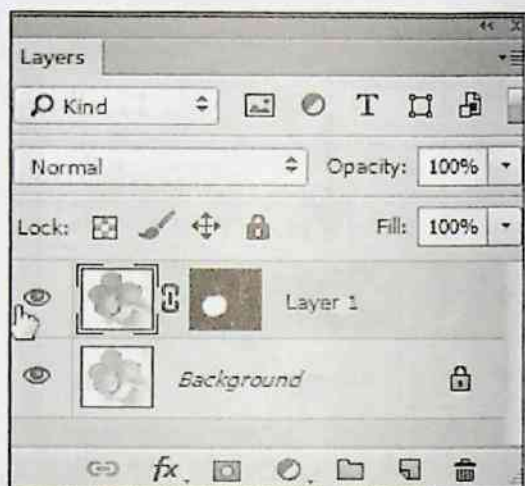 Layers
Kind T
Normal Opacity: 100%
Lock: Fill: 100%
Layer 1
Background
fx